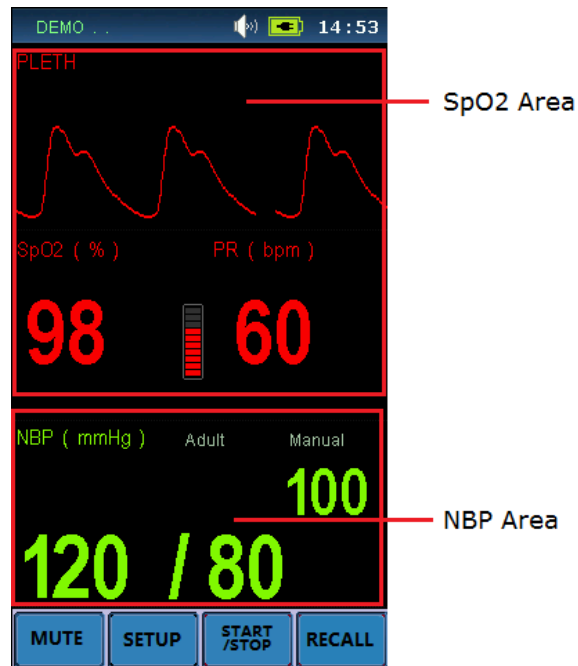 DEMO . . 14:53
PLETH
SpO2 Area
SpO2 ( % ) PR ( bpm )
98 60
NBP ( mmHg ) Adult Manual
100
NBP Area
120 / 80
MUTE SETUP START /STOP RECALL